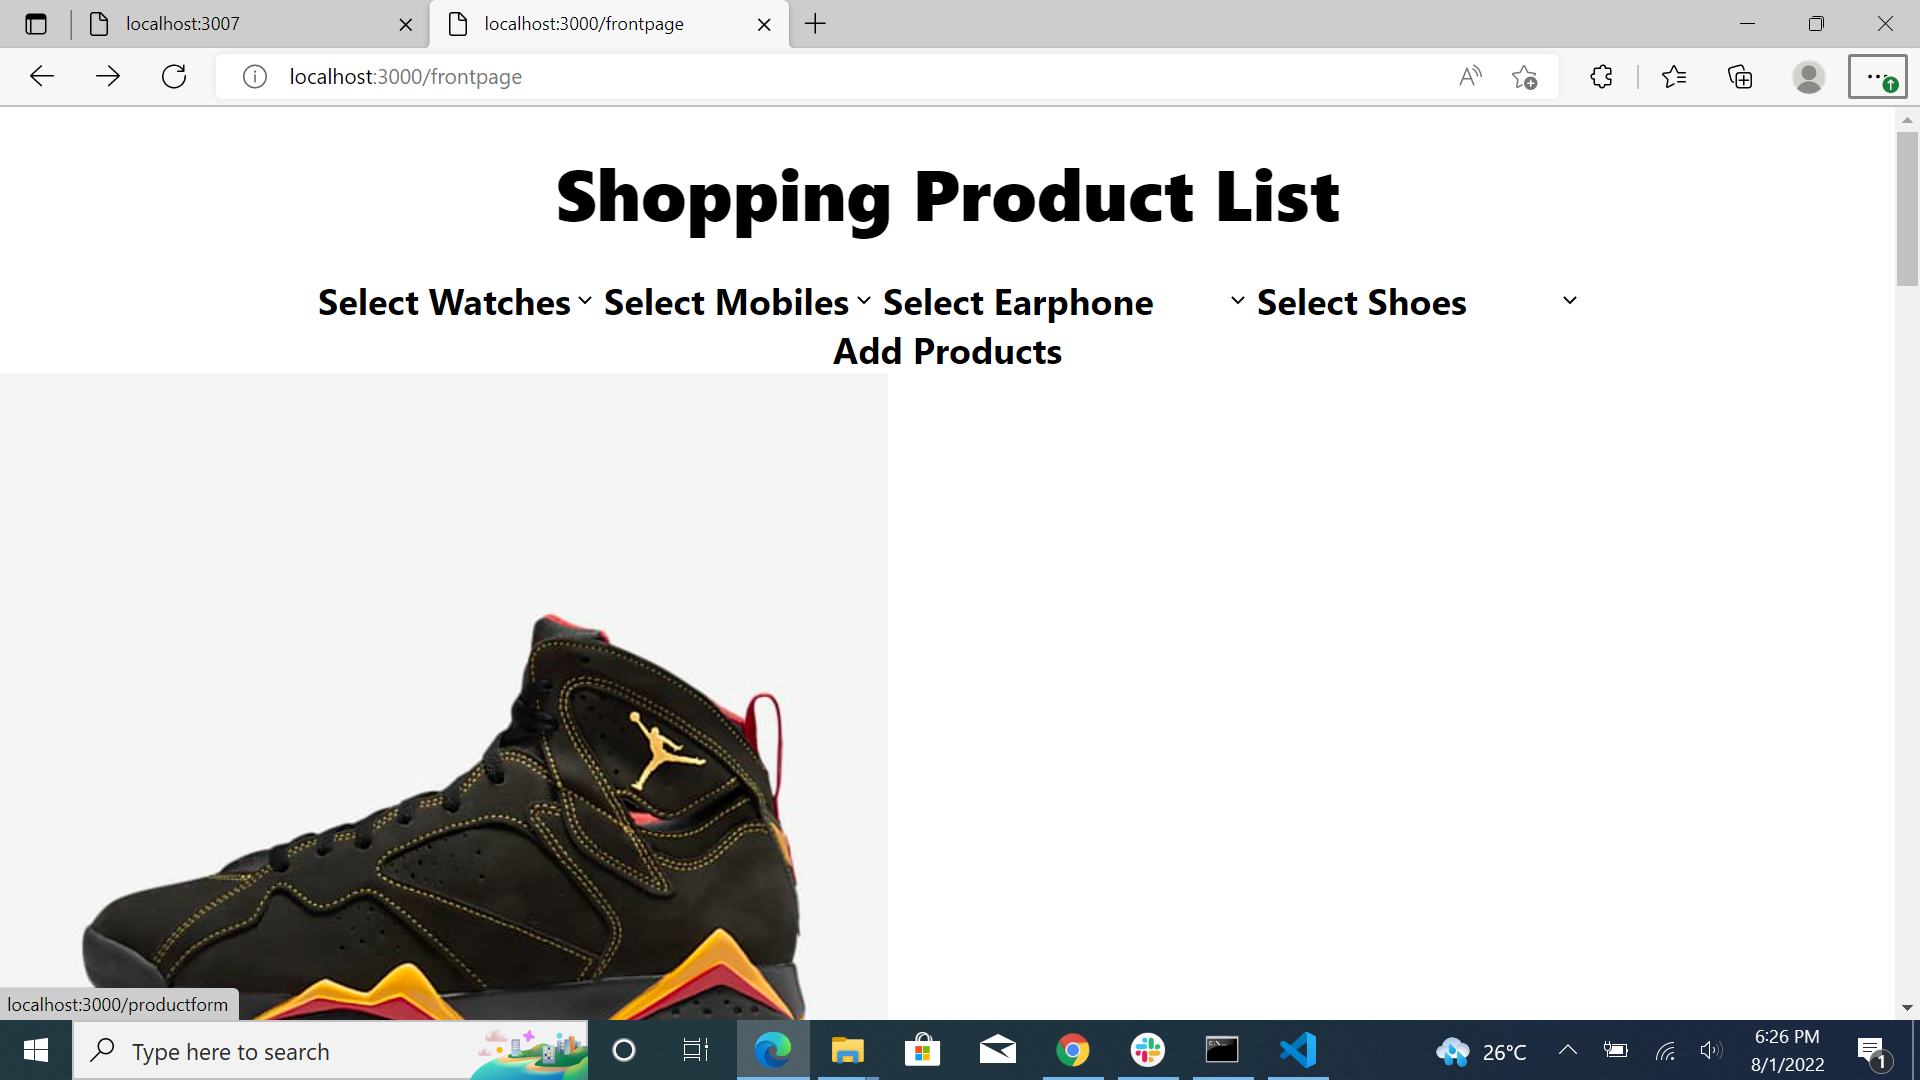 localhost:3007
localhost:3000/frontpage
localhost:3000/frontpage
Shopping Product List
Select Watches Select Mobiles Select Earphone Select Shoes
Add Products
localhost:3000/productform
Type here to search
26°C
6:26 PM
8/1/2022
1